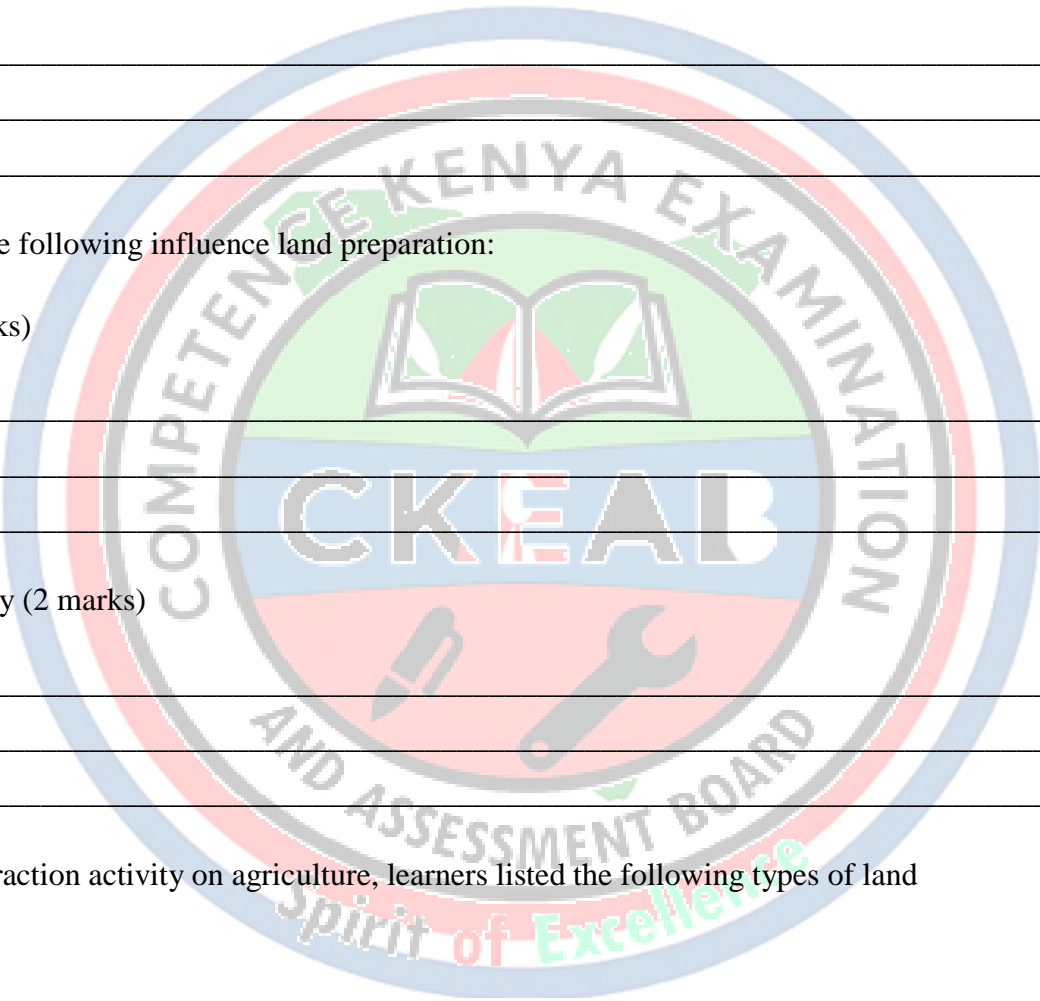 e following influence land preparation:
ks)
y (2 marks)
raction activity on agriculture, learners listed the following types of land
COMPETENCE KENYA EXAMINATION
CKEAB
AND ASSESSMENT BOARD
Spirit of Excellence